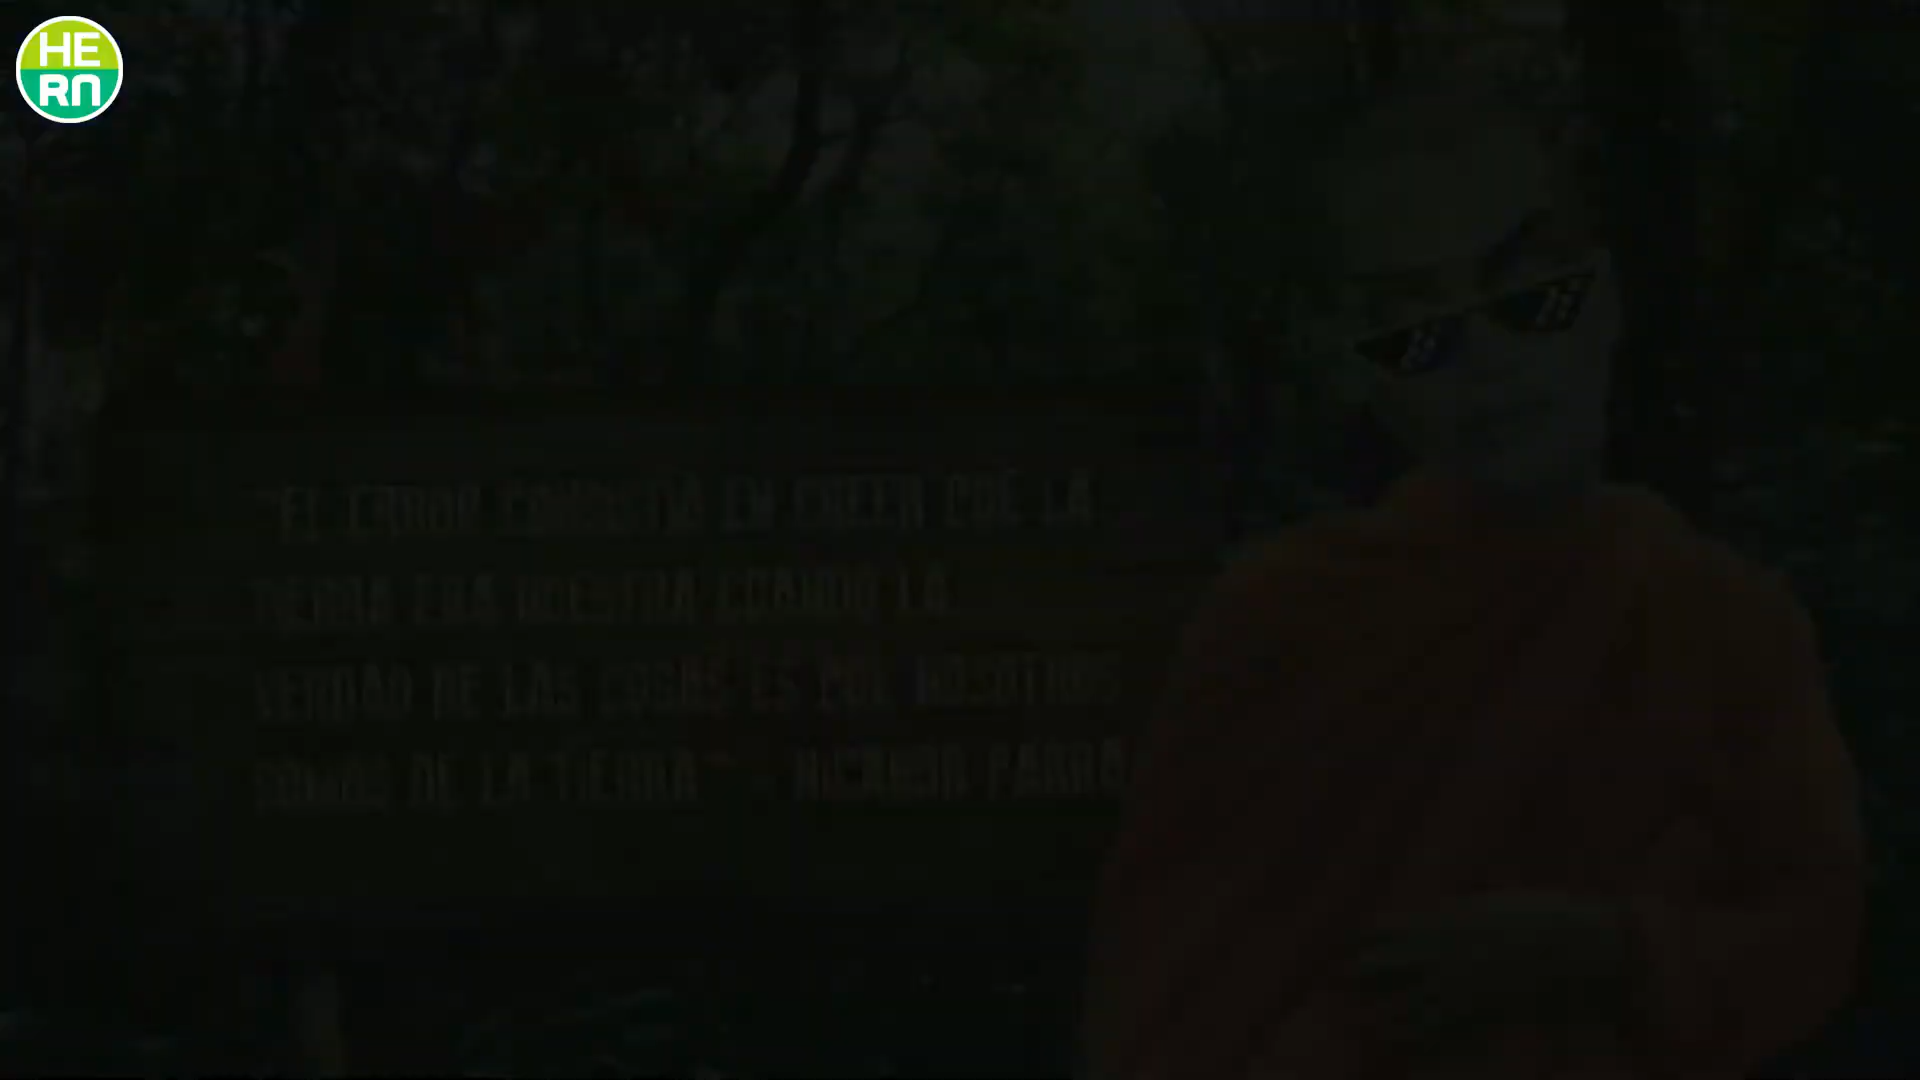 HE
RN
"EL ERROR CONSISTIÓ EN CREER QUE LA
TIERRA ERA NUESTRA CUANDO LA
VERDAD DE LAS COSAS ES QUE NOSOTROS
SOMOS DE LA TIERRA" - NICANOR PARRA